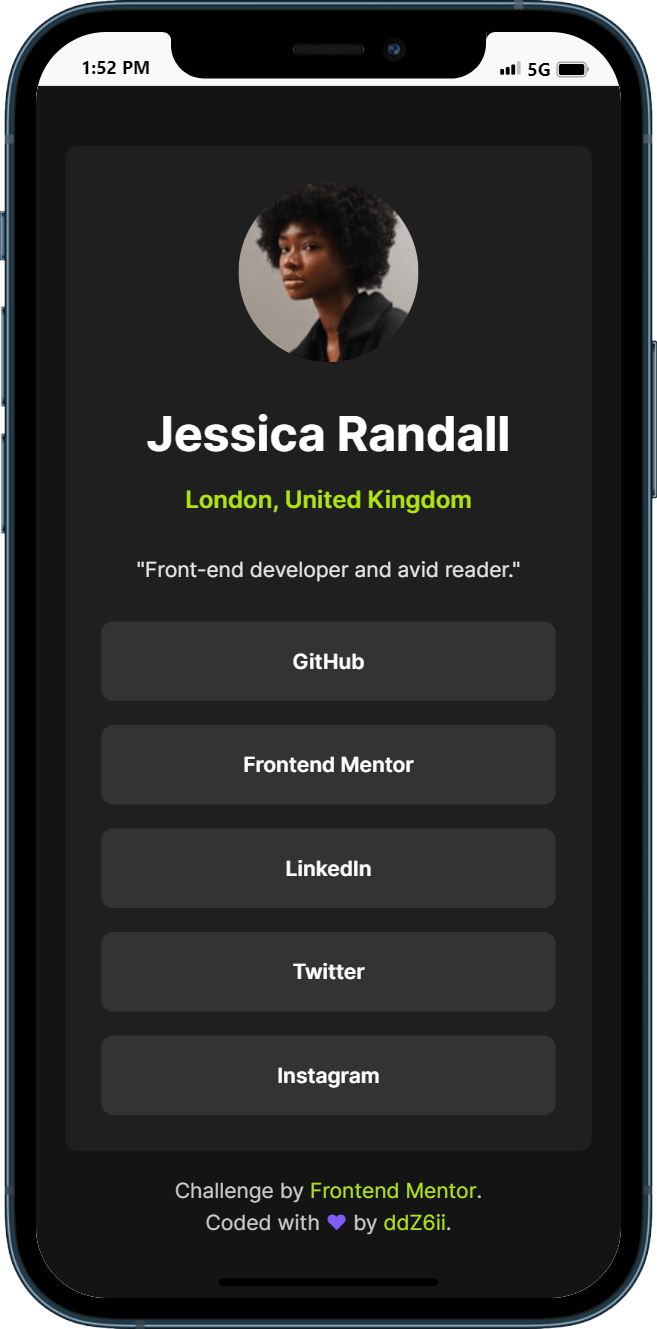 1:52 PM 5G
Jessica Randall
London, United Kingdom
"Front-end developer and avid reader."
GitHub
Frontend Mentor
LinkedIn
Twitter
Instagram
Challenge by Frontend Mentor.
Coded with 💜 by ddZ6ii.